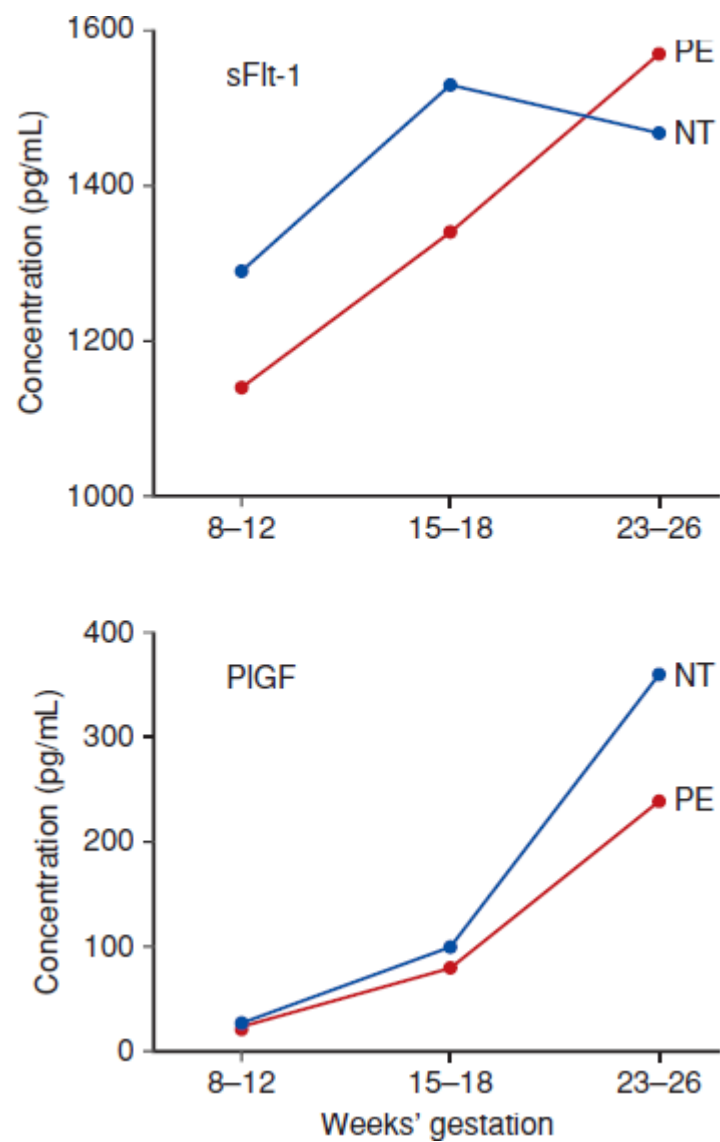 1600
PE
sFlt-1
NT
1400
1200
1000
Concentration (pg/mL)
8–12 15–18 23–26
400
PlGF
NT
300
PE
200
100
0
Concentration (pg/mL)
8–12 15–18 23–26
Weeks' gestation